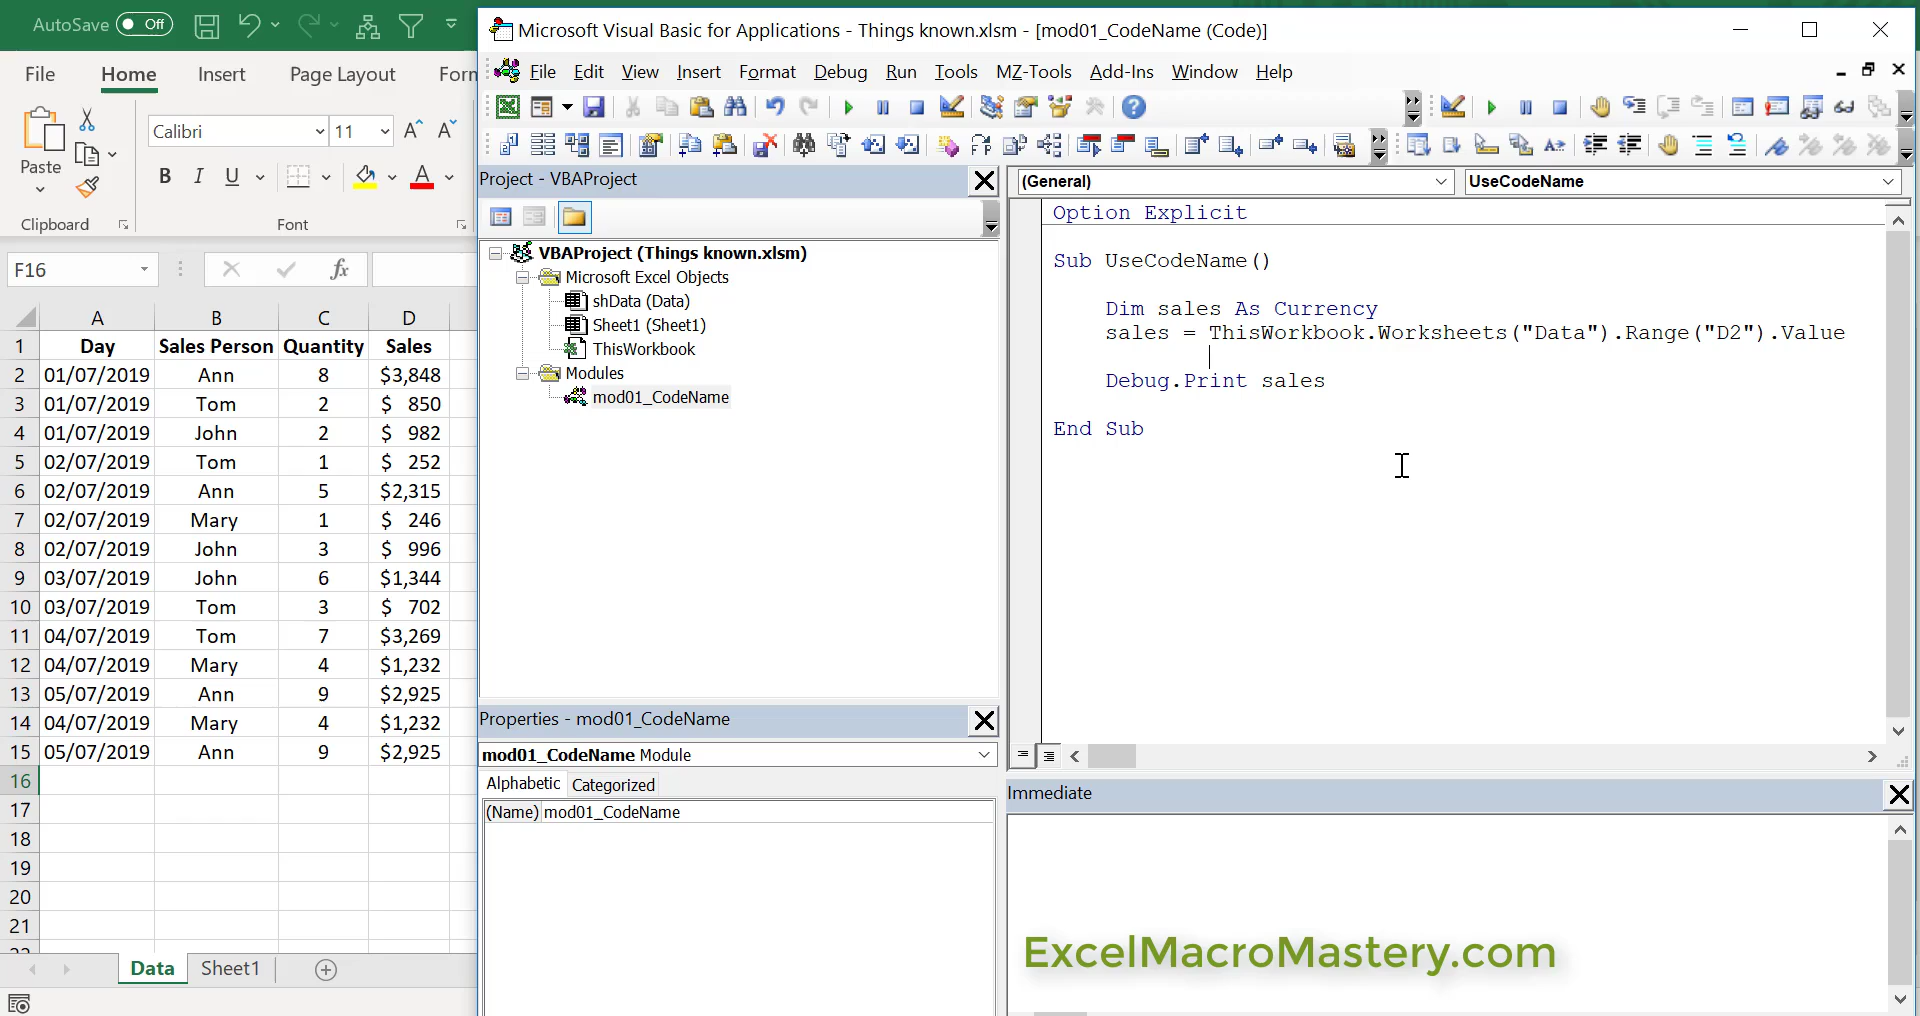 AutoSave Off
File Home Insert Page Layout Forn
Calibri 11
Paste
B I U A
Clipboard Font
F16 fx
A B C D
1 Day Sales Person Quantity Sales
2 01/07/2019 Ann 8 $3,848
3 01/07/2019 Tom 2 $ 850
4 01/07/2019 John 2 $ 982
5 02/07/2019 Tom 1 $ 252
6 02/07/2019 Ann 5 $2,315
7 02/07/2019 Mary 1 $ 246
8 02/07/2019 John 3 $ 996
9 03/07/2019 John 6 $1,344
10 03/07/2019 Tom 3 $ 702
11 04/07/2019 Tom 7 $3,269
12 04/07/2019 Mary 4 $1,232
13 05/07/2019 Ann 9 $2,925
14 04/07/2019 Mary 4 $1,232
15 05/07/2019 Ann 9 $2,925
16
17
18
19
20
21
Data Sheet1
Microsoft Visual Basic for Applications - Things known.xlsm - [mod01_CodeName (Code)]
File Edit View Insert Format Debug Run Tools MZ-Tools Add-Ins Window Help
Project - VBAProject
VBAProject (Things known.xlsm)
Microsoft Excel Objects
shData (Data)
Sheet1 (Sheet1)
ThisWorkbook
Modules
mod01_CodeName
Properties - mod01_CodeName
mod01_CodeName Module
Alphabetic Categorized
(Name) mod01_CodeName
(General) UseCodeName
Option Explicit
Sub UseCodeName()
Dim sales As Currency
sales = ThisWorkbook.Worksheets("Data").Range("D2").Value
Debug.Print sales
End Sub
Immediate
ExcelMacroMastery.com